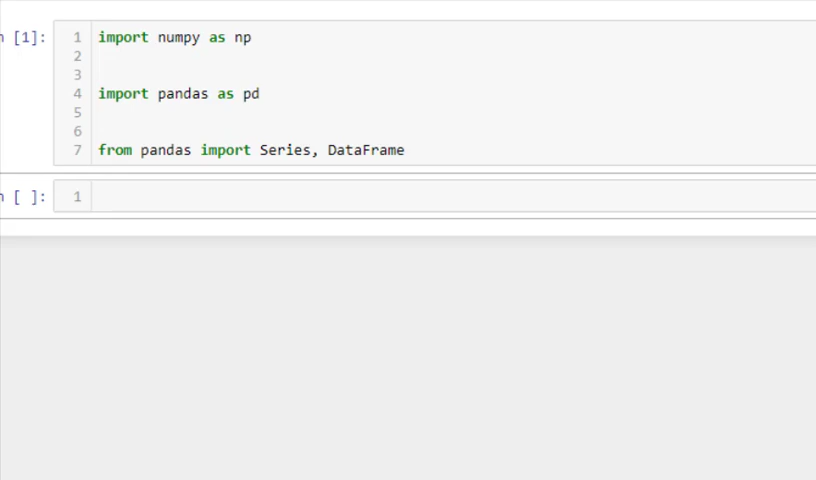 n [1]:
1 import numpy as np
2
3
4 import pandas as pd
5
6
7 from pandas import Series, DataFrame
n [ ]:
1